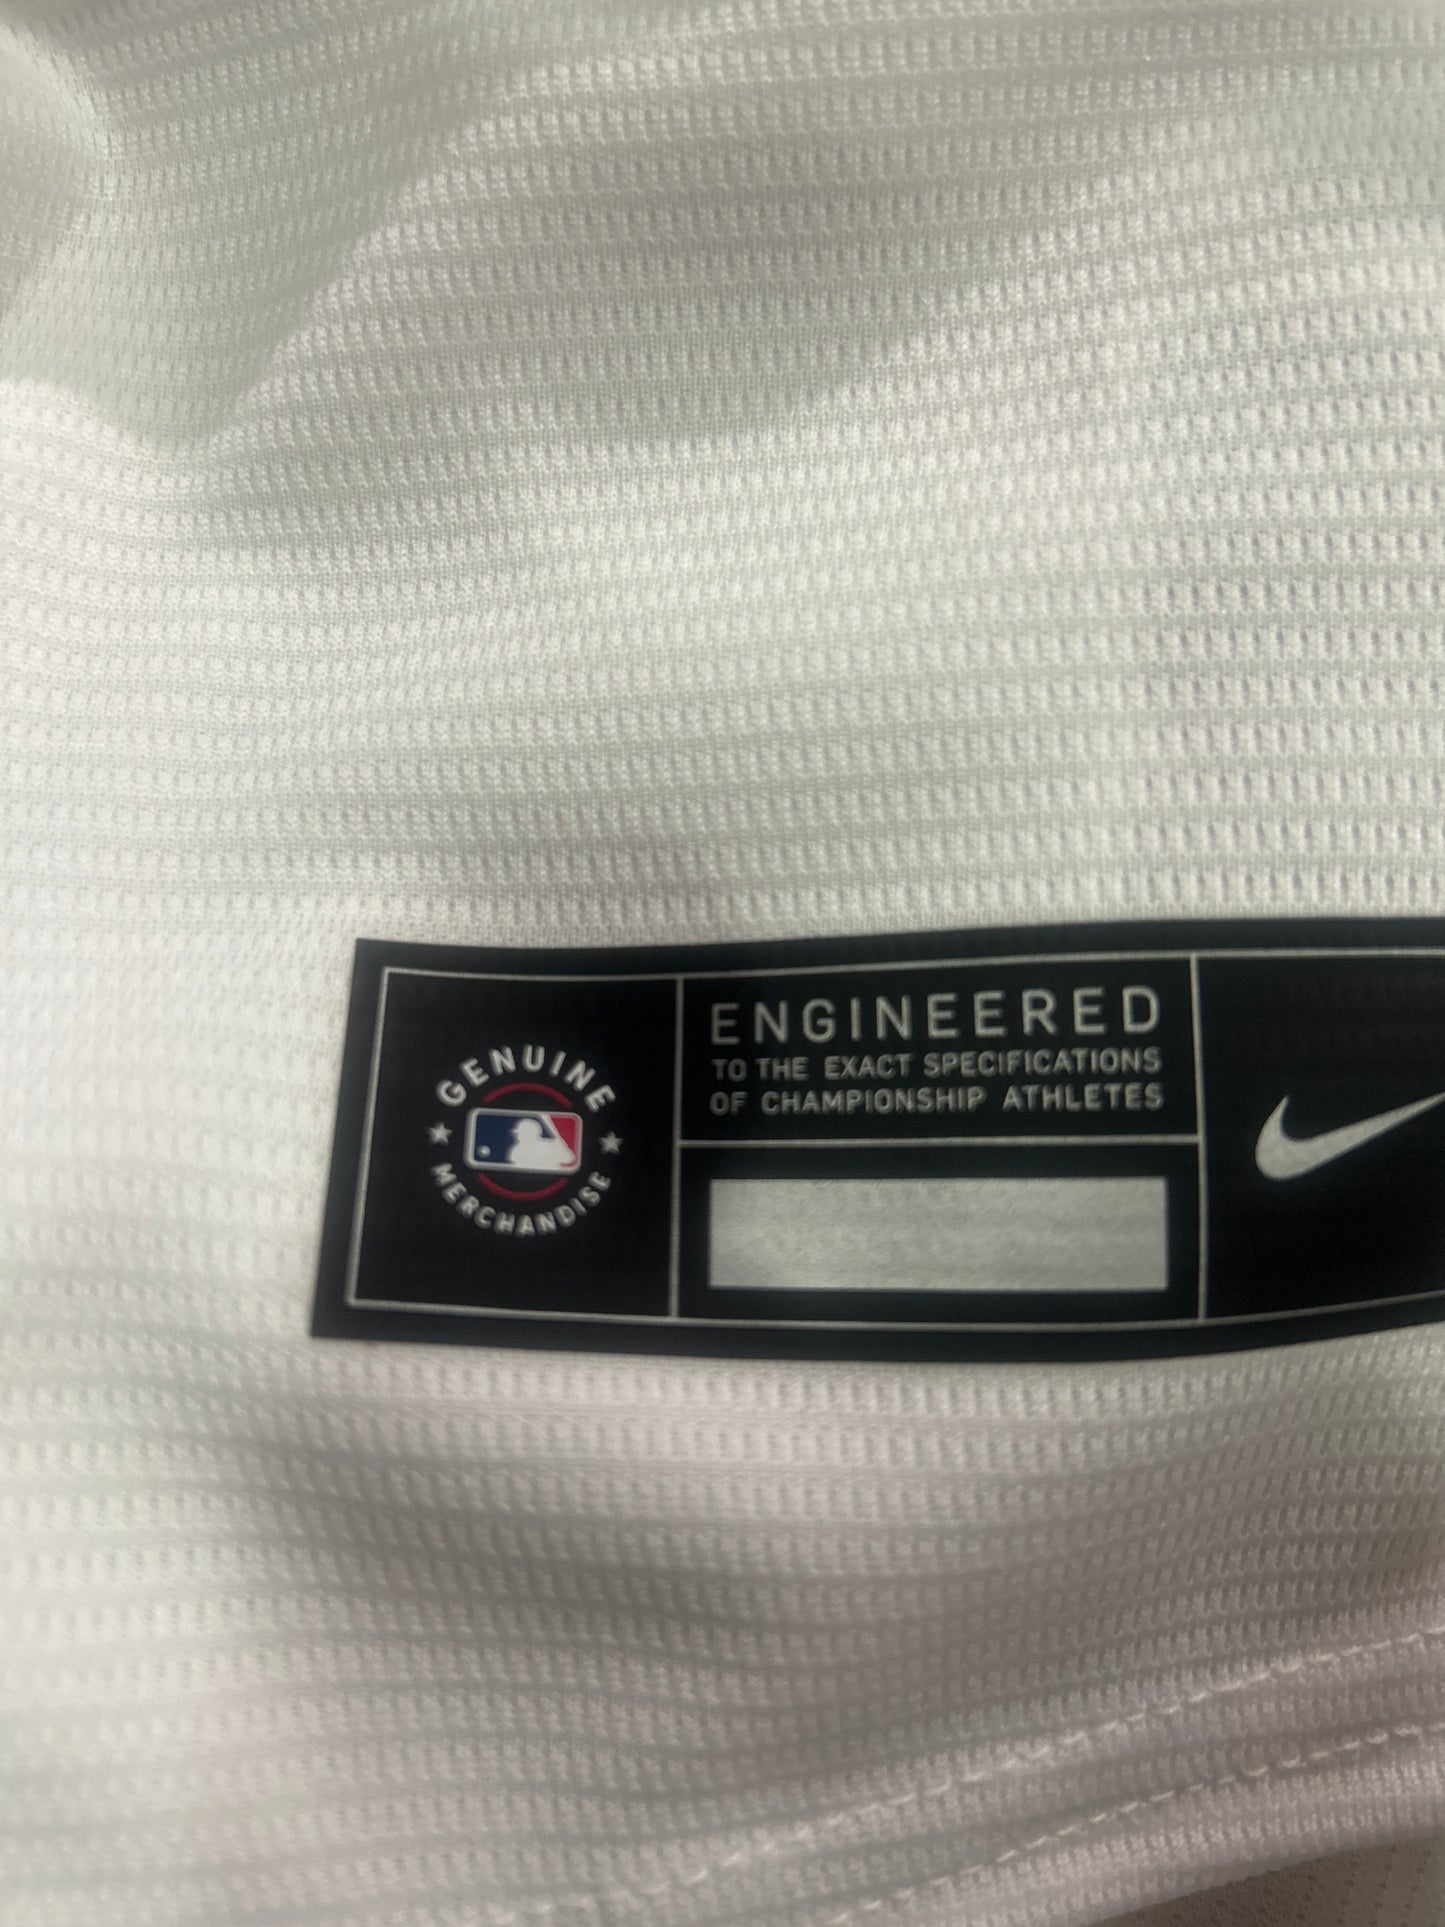 GENUINE
MERCHANDISE
ENGINEERED
TO THE EXACT SPECIFICATIONS
OF CHAMPIONSHIP ATHLETES